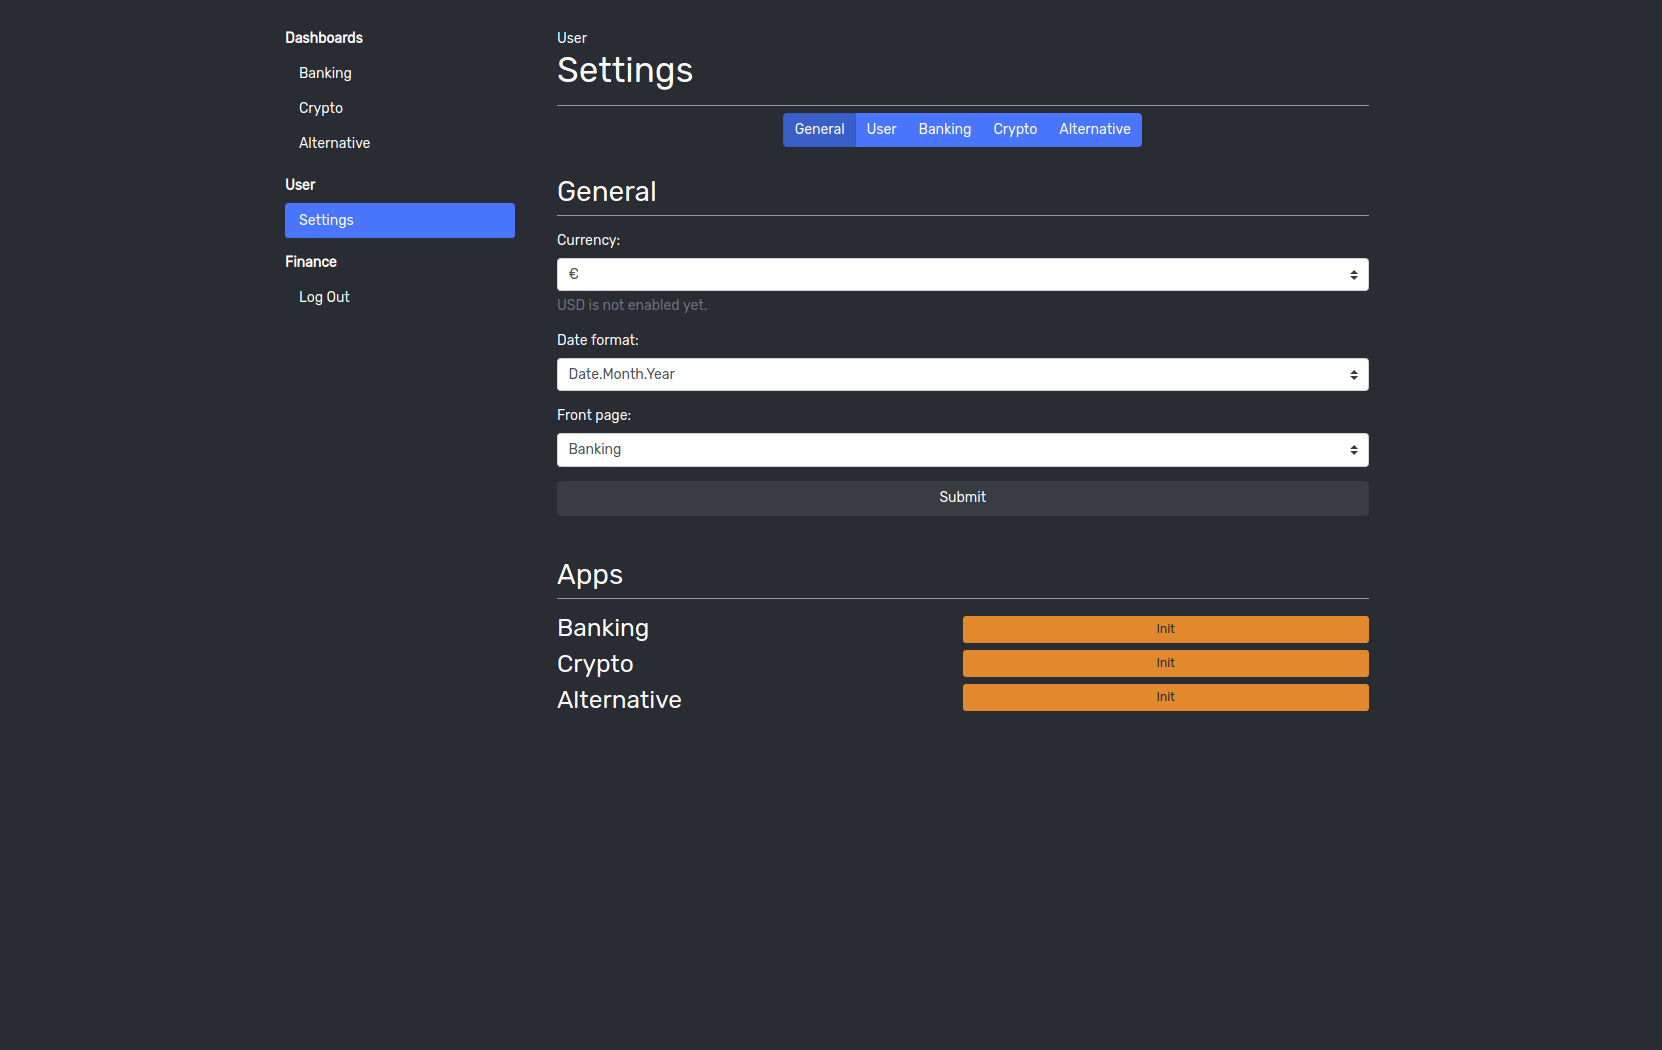 Dashboards
Banking
Crypto
Alternative
User
Settings
Finance
Log Out
User
Settings
General User Banking Crypto Alternative
General
Currency:
€
USD is not enabled yet.
Date format:
Date.Month.Year
Front page:
Banking
Submit
Apps
Banking Init
Crypto Init
Alternative Init